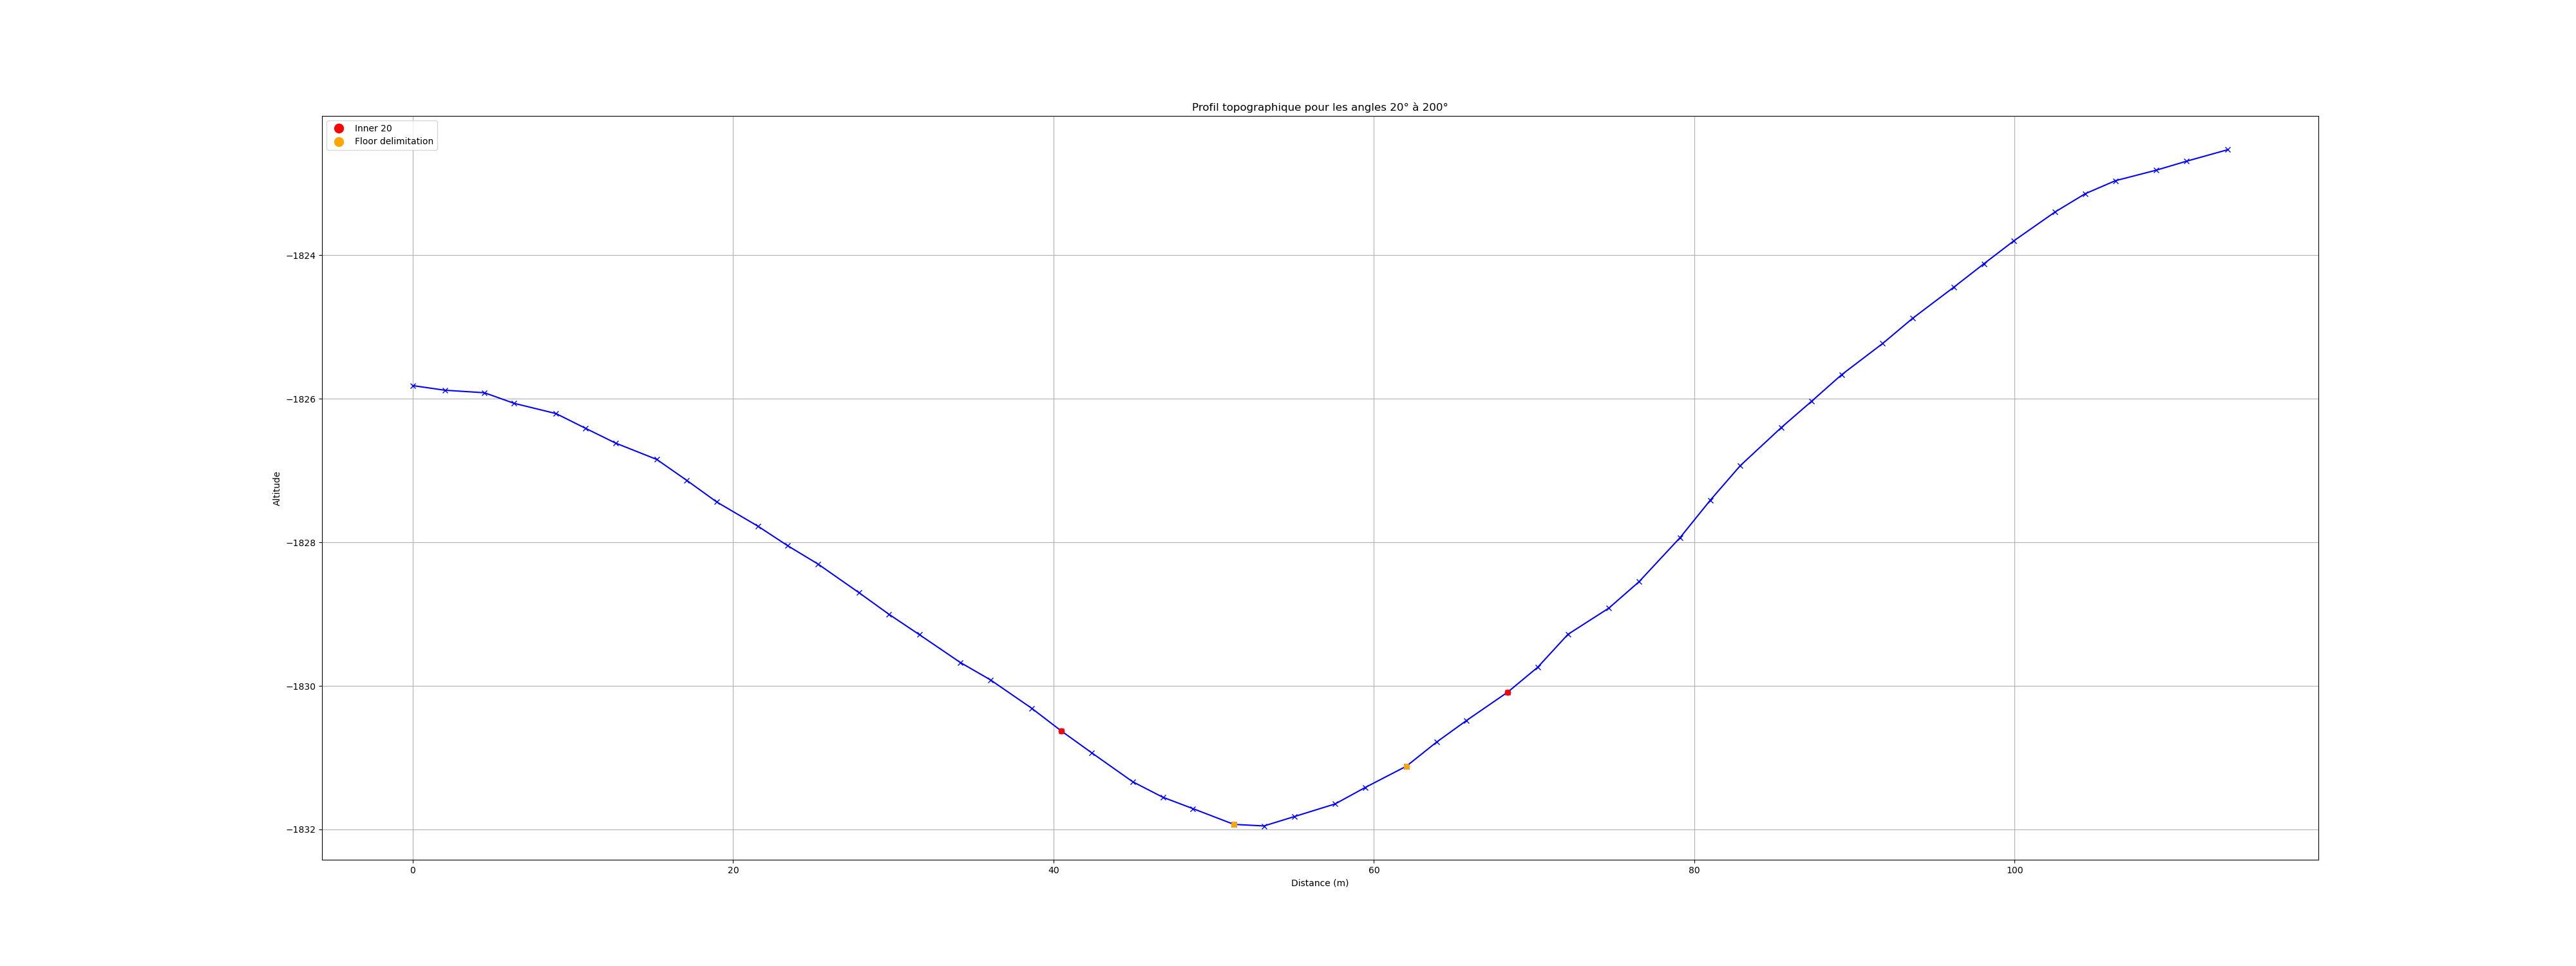 Profil topographique pour les angles 20° à 200°
Inner 20
Floor delimitation
−1824
−1826
−1828
−1830
−1832
Altitude
0 20 40 60 80 100
Distance (m)